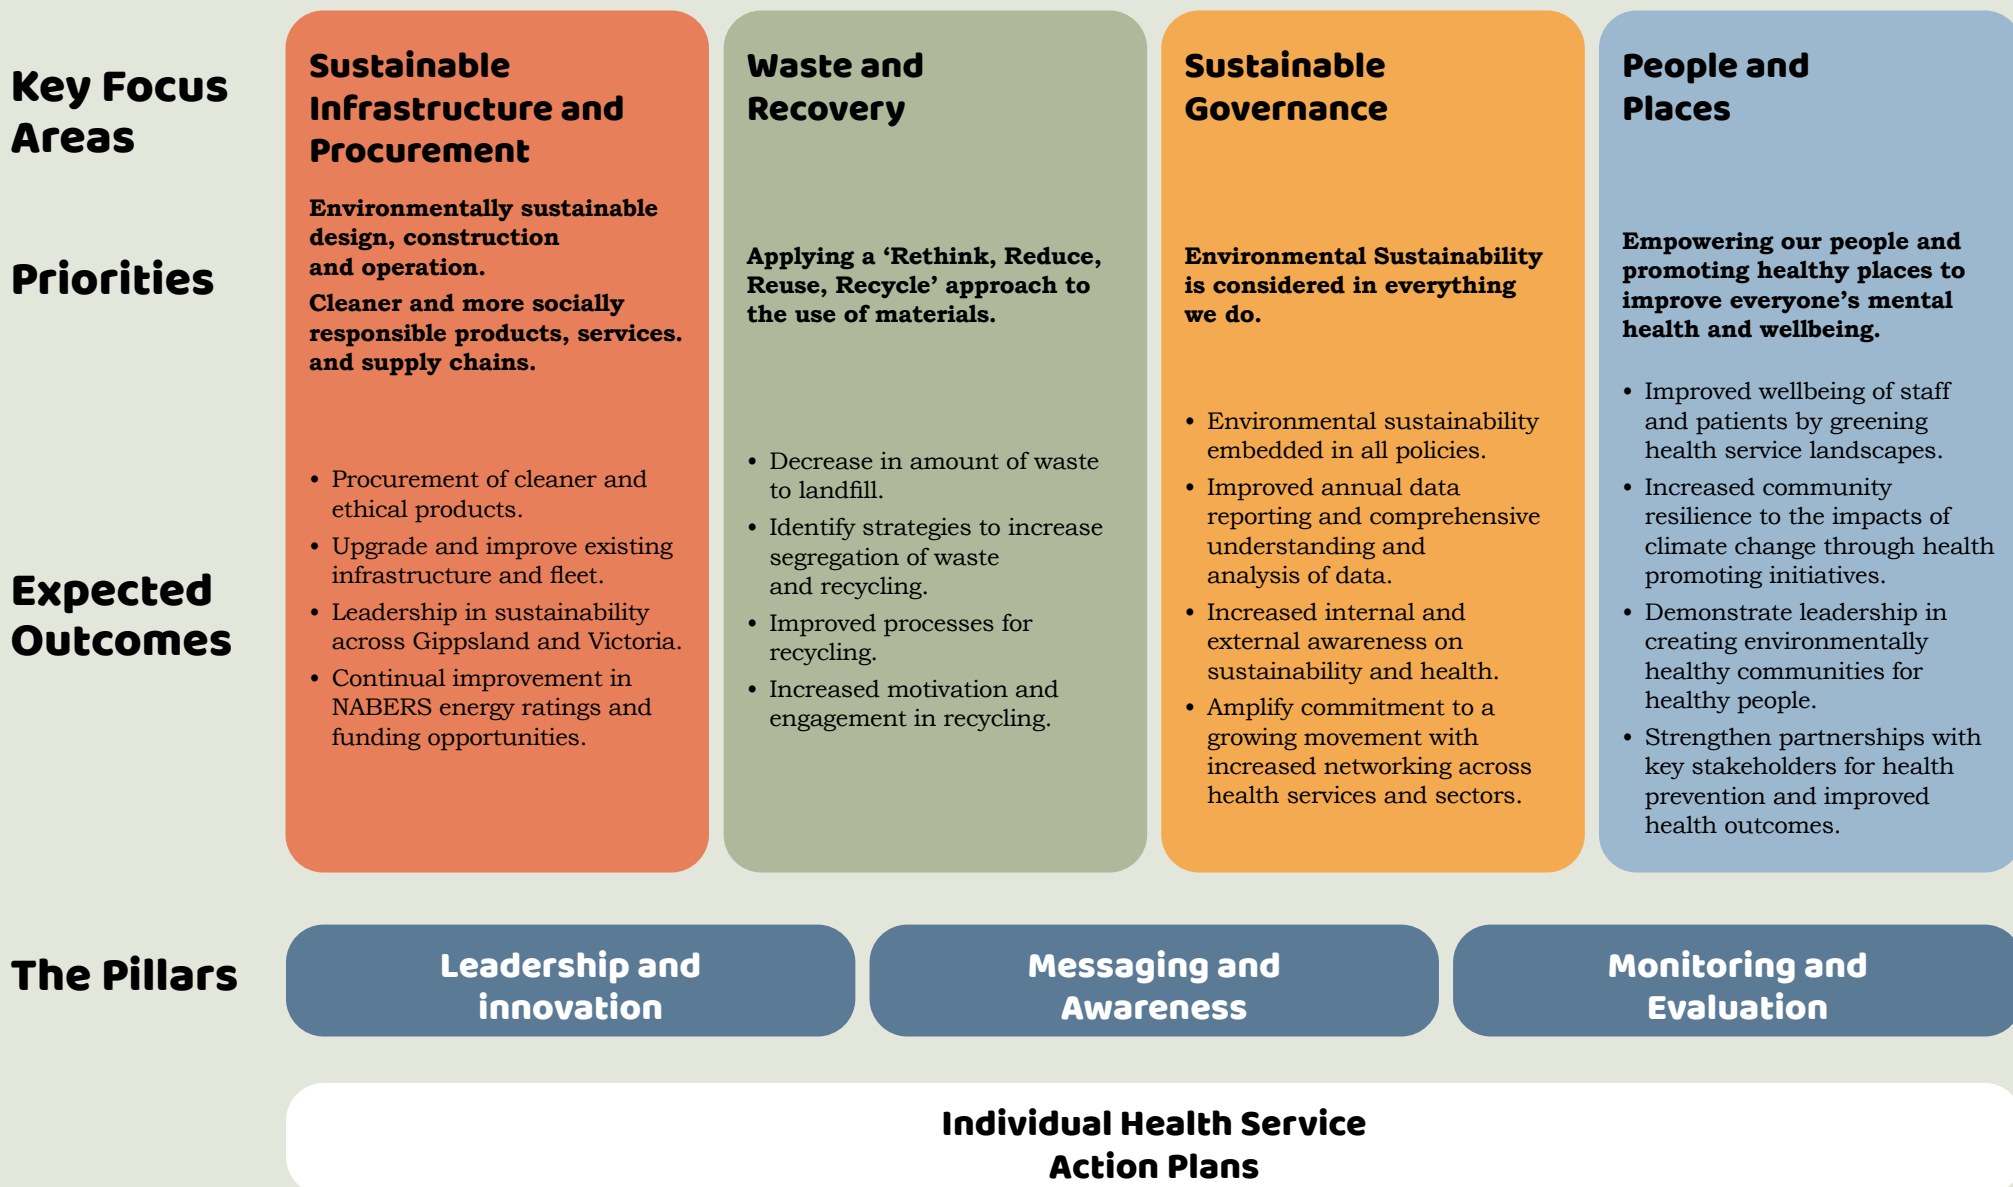 Key Focus
Areas
Sustainable
Infrastructure and
Procurement
Waste and
Recovery
Sustainable
Governance
People and
Places
Priorities
Environmentally sustainable
design, construction
and operation.
Cleaner and more socially
responsible products, services.
and supply chains.
Applying a ‘Rethink, Reduce,
Reuse, Recycle’ approach to
the use of materials.
Environmental Sustainability
is considered in everything
we do.
Empowering our people and
promoting healthy places to
improve everyone’s mental
health and wellbeing.
Expected
Outcomes
• Procurement of cleaner and
ethical products.
• Upgrade and improve existing
infrastructure and fleet.
• Leadership in sustainability
across Gippsland and Victoria.
• Continual improvement in
NABERS energy ratings and
funding opportunities.
• Decrease in amount of waste
to landfill.
• Identify strategies to increase
segregation of waste
and recycling.
• Improved processes for
recycling.
• Increased motivation and
engagement in recycling.
• Environmental sustainability
embedded in all policies.
• Improved annual data
reporting and comprehensive
understanding and
analysis of data.
• Increased internal and
external awareness on
sustainability and health.
• Amplify commitment to a
growing movement with
increased networking across
health services and sectors.
• Improved wellbeing of staff
and patients by greening
health service landscapes.
• Increased community
resilience to the impacts of
climate change through health
promoting initiatives.
• Demonstrate leadership in
creating environmentally
healthy communities for
healthy people.
• Strengthen partnerships with
key stakeholders for health
prevention and improved
health outcomes.
The Pillars
Leadership and
innovation
Messaging and
Awareness
Monitoring and
Evaluation
Individual Health Service
Action Plans